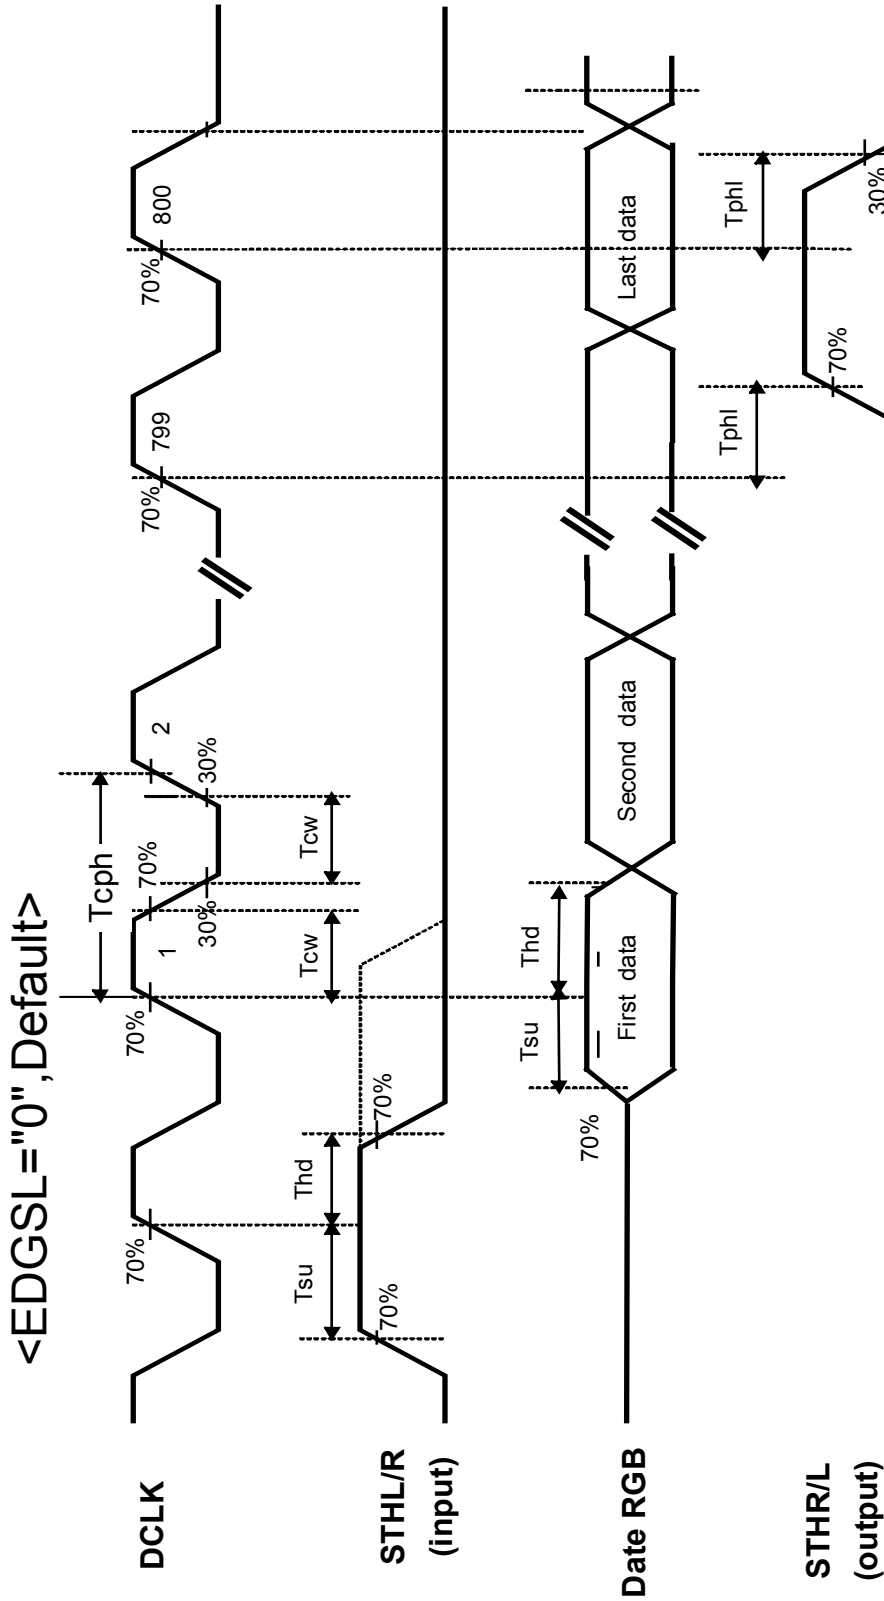 <EDGSL="0",Default>
Tcph
DCLK
70%
70%
1
70%
30%
30%
2
70%
799
70%
800
Tcw
Tcw
STHL/R
(input)
Tsu
Thd
70%
70%
Date RGB
70%
Tsu
Thd
First data
Second data
Last data
STHR/L
(output)
Tphl
Tphl
70%
30%